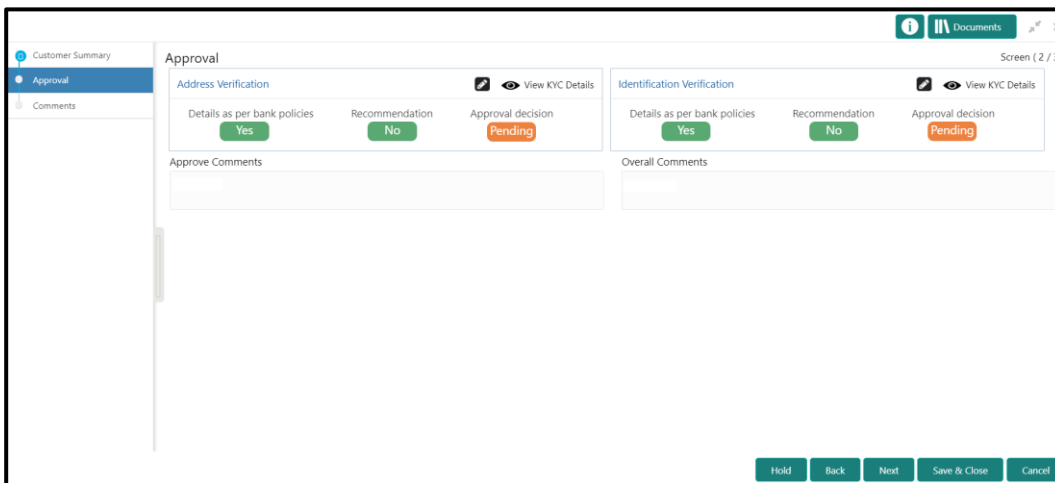 Documents
Customer Summary
Approval
Comments
Approval
Screen ( 2 / 3
Address Verification
View KYC Details
Details as per bank policies Recommendation Approval decision
Yes No Pending
Identification Verification
View KYC Details
Details as per bank policies Recommendation Approval decision
Yes No Pending
Approve Comments
Overall Comments
Hold Back Next Save & Close Cancel